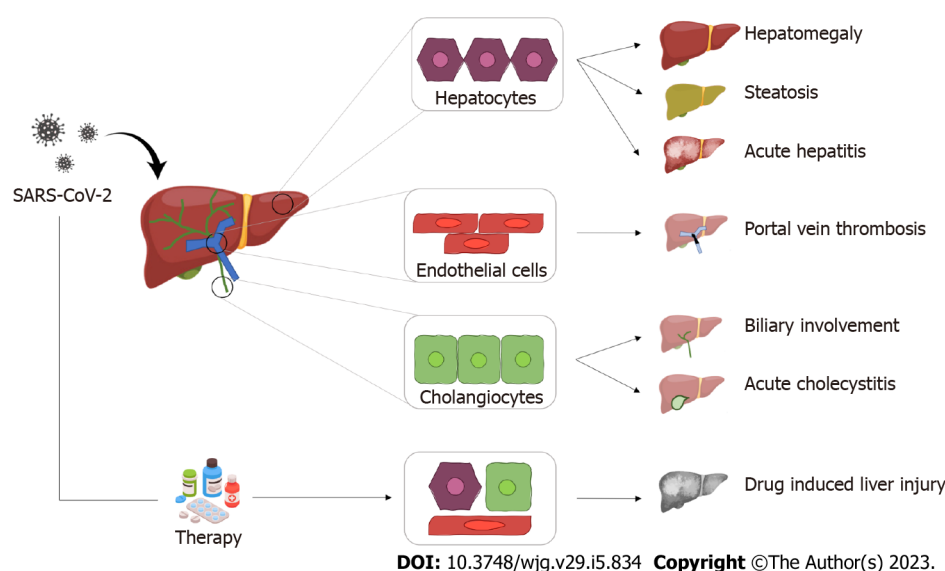 Hepatomegaly
Hepatocytes
Steatosis
Acute hepatitis
SARS-CoV-2
Endothelial cells
Portal vein thrombosis
Cholangiocytes
Biliary involvement
Acute cholecystitis
Therapy
Drug induced liver injury
DOI: 10.3748/wjg.v29.i5.834 Copyright ©The Author(s) 2023.